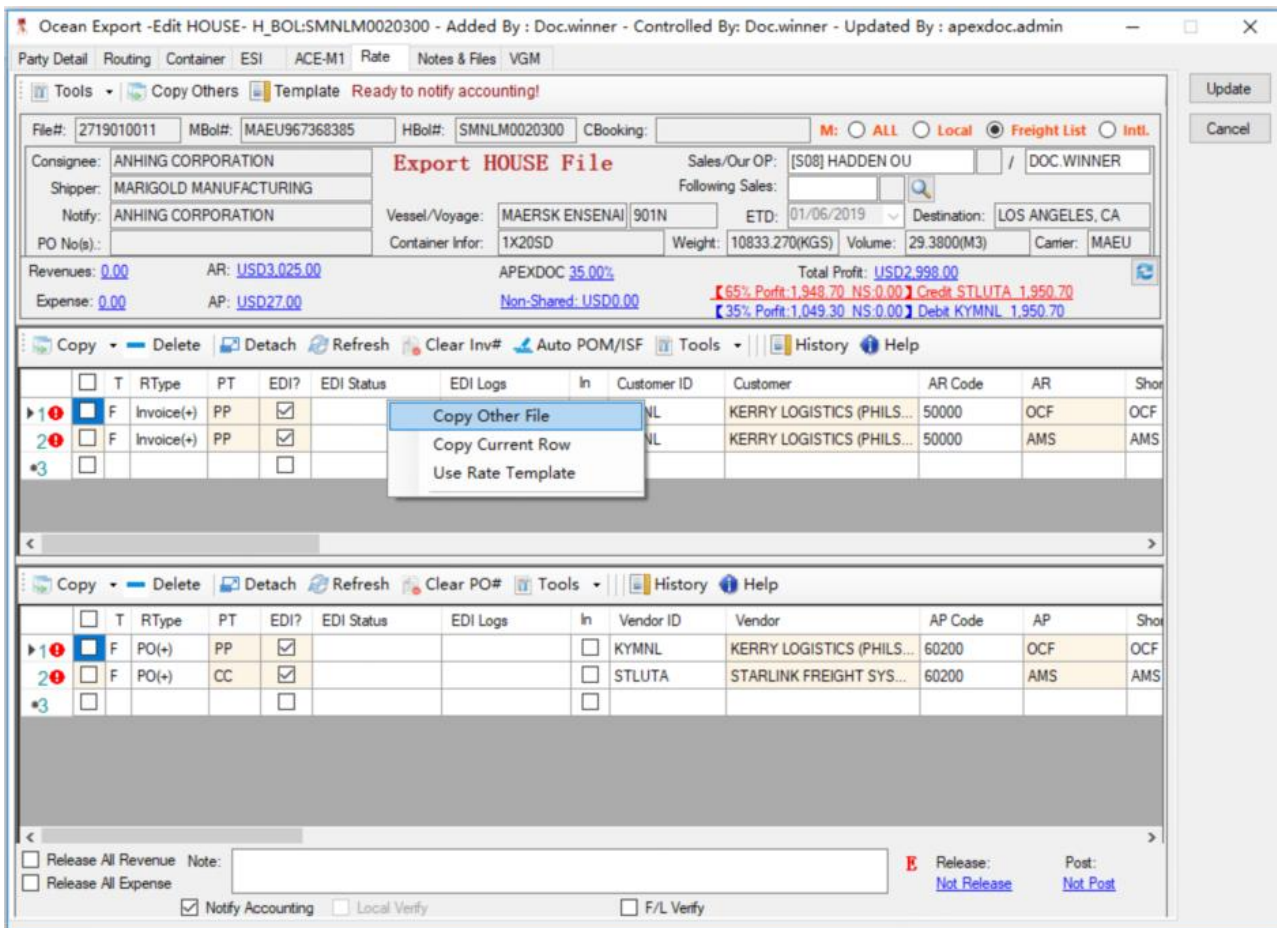 Ocean Export -Edit HOUSE- H_BOL:SMNLM0020300 - Added By : Doc.winner - Controlled By: Doc.winner - Updated By : apexdoc.admin
Party Detail Routing Container ESI ACE-M1 Rate Notes & Files VGM
Tools Copy Others Template Ready to notify accounting! Update
File#: 2719010011 MBol#: MAEU967368385 HBol#: SMNLM0020300 CBooking: M: ALL Local Freight List Intl. Cancel
Consignee: ANHING CORPORATION Export HOUSE File Sales/Our OP: [S08] HADDEN OU / DOC.WINNER
Shipper: MARIGOLD MANUFACTURING Following Sales:
Notify: ANHING CORPORATION Vessel/Voyage: MAERSK ENSENAI 901N ETD: 01/06/2019 Destination: LOS ANGELES, CA
PO No(s).: Container Infor: 1X20SD Weight: 10833.270(KGS) Volume: 29.3800(M3) Carrier: MAEU
Revenues: 0.00 AR: USD3,025.00 APEXDOC 35.00% Total Profit: USD2,998.00
【65% Porfit:1,948.70 NS:0.00】Credit STLUTA 1,950.70
Expense: 0.00 AP: USD27.00 Non-Shared: USD0.00 【35% Porfit:1,049.30 NS:0.00】Debit KYMNL 1,950.70
Copy Delete Detach Refresh Clear Inv# Auto POM/ISF Tools History Help
T RType PT EDI? EDI Status EDI Logs In Customer ID Customer AR Code AR Shor
1 F Invoice(+) PP Copy Other File NL KERRY LOGISTICS (PHILS... 50000 OCF OCF
2 F Invoice(+) PP Copy Current Row NL KERRY LOGISTICS (PHILS... 50000 AMS AMS
3 Use Rate Template
Copy Delete Detach Refresh Clear PO# Tools History Help
T RType PT EDI? EDI Status EDI Logs In Vendor ID Vendor AP Code AP Shor
1 F PO(+) PP KYMNL KERRY LOGISTICS (PHILS... 60200 OCF OCF
2 F PO(+) CC STLUTA STARLINK FREIGHT SYS... 60200 AMS AMS
3
Release All Revenue Note: E Release: Post:
Release All Expense Not Release Not Post
Notify Accounting Local Verify F/L Verify